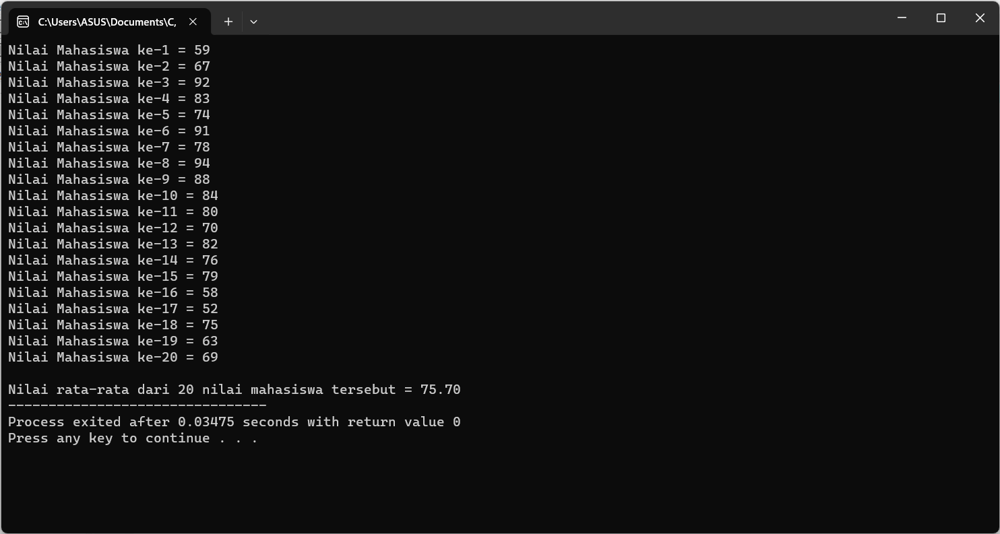 C:\Users\ASUS\Documents\C,
Nilai Mahasiswa ke-1 = 59
Nilai Mahasiswa ke-2 = 67
Nilai Mahasiswa ke-3 = 92
Nilai Mahasiswa ke-4 = 83
Nilai Mahasiswa ke-5 = 74
Nilai Mahasiswa ke-6 = 91
Nilai Mahasiswa ke-7 = 78
Nilai Mahasiswa ke-8 = 94
Nilai Mahasiswa ke-9 = 88
Nilai Mahasiswa ke-10 = 84
Nilai Mahasiswa ke-11 = 80
Nilai Mahasiswa ke-12 = 70
Nilai Mahasiswa ke-13 = 82
Nilai Mahasiswa ke-14 = 76
Nilai Mahasiswa ke-15 = 79
Nilai Mahasiswa ke-16 = 58
Nilai Mahasiswa ke-17 = 52
Nilai Mahasiswa ke-18 = 75
Nilai Mahasiswa ke-19 = 63
Nilai Mahasiswa ke-20 = 69
Nilai rata-rata dari 20 nilai mahasiswa tersebut = 75.70
--------------------------------
Process exited after 0.03475 seconds with return value 0
Press any key to continue . . .